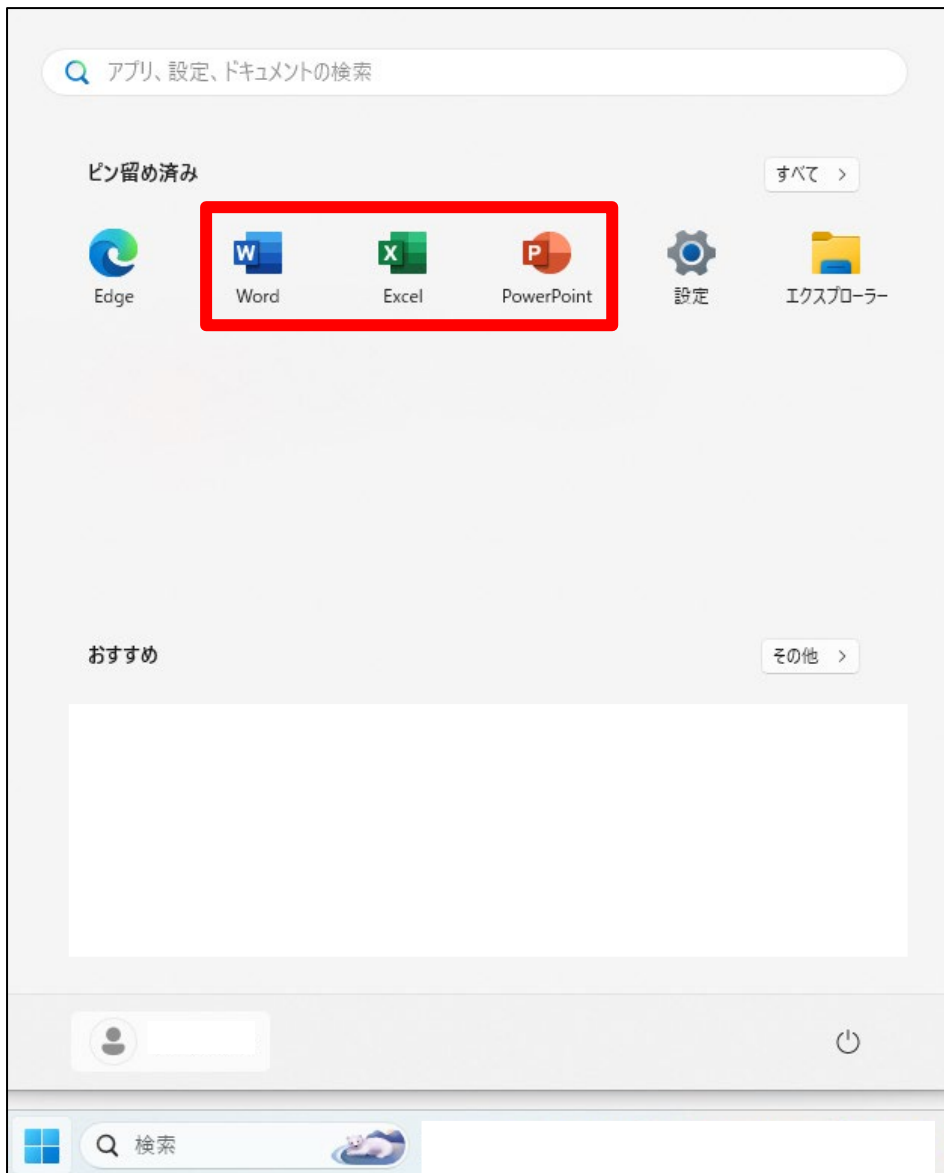 アプリ、設定、ドキュメントの検索
ピン留め済み
すべて >
W
X
P
Edge
Word
Excel
PowerPoint
設定
エクスプローラー
おすすめ
その他 >
検索